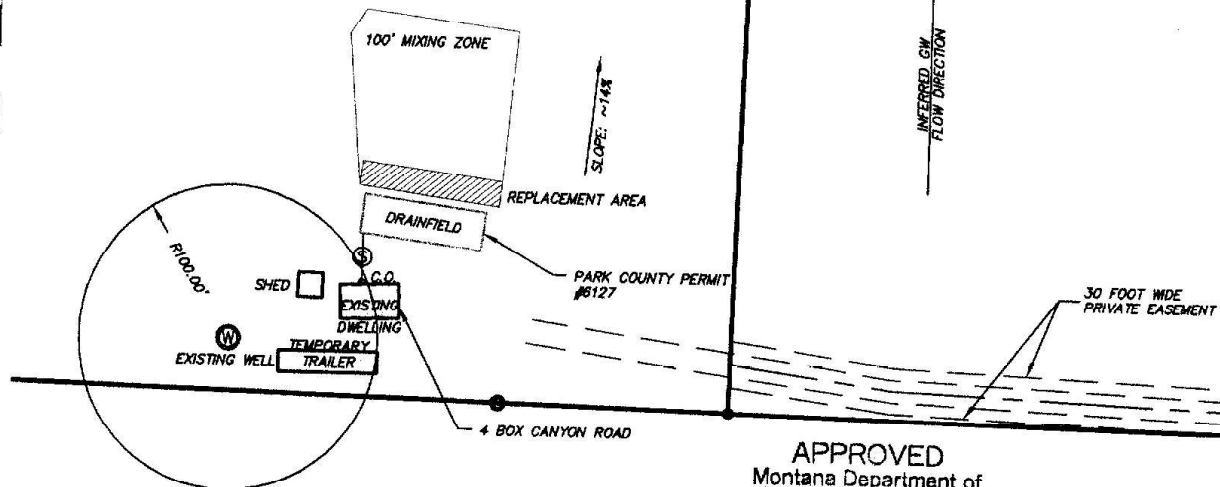 100' MIXING ZONE
SLOPE: ~14%
INFERRED GW
FLOW DIRECTION
REPLACEMENT AREA
DRAINFIELD
R100.00'
S
C.O.
SHED
PARK COUNTY PERMIT
#6127
EXISTING
DWELLING
30 FOOT WIDE
PRIVATE EASEMENT
W
EXISTING WELL
TEMPORARY
TRAILER
4 BOX CANYON ROAD
APPROVED
Montana Department of